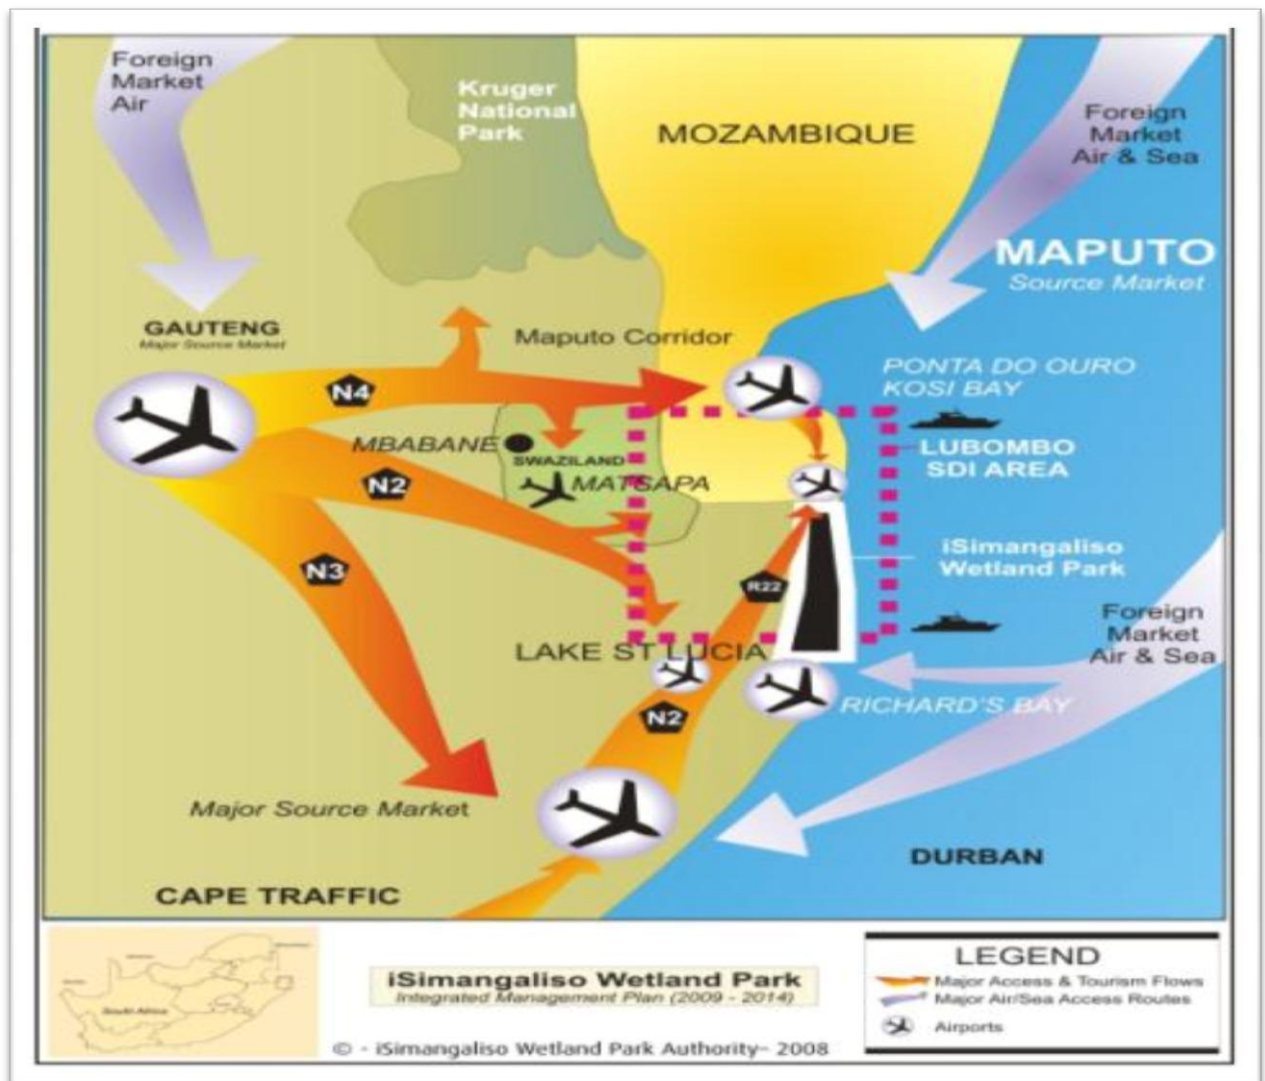 Foreign
Market
Air
Kruger
National
Park
MOZAMBIQUE
Foreign
Market
Air & Sea
MAPUTO
Source Market
GAUTENG
Major Source Market
Maputo Corridor
PONTA DO OURO
KOSI BAY
N4
MBABANE
SWAZILAND
MATSAPA
LUBOMBO
SDI AREA
N2
iSimangaliso
Wetland Park
N3
R22
Foreign
Market
Air & Sea
LAKE ST LUCIA
RICHARD'S BAY
N2
Major Source Market
DURBAN
CAPE TRAFFIC
South Africa
iSimangaliso Wetland Park
Integrated Management Plan (2009 - 2014)
© - iSimangaliso Wetland Park Authority– 2008
LEGEND
Major Access & Tourism Flows
Major Air/Sea Access Routes
Airports